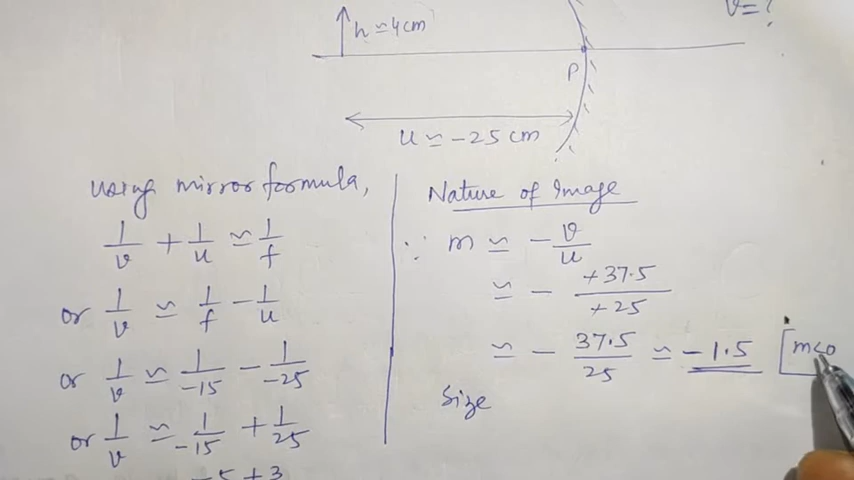 h ≃ 4cm
v = ?
P
u ≃ -25 cm
using mirror formula,
1/v + 1/u ≃ 1/f
or 1/v ≃ 1/f - 1/u
or 1/v ≃ 1/-15 - 1/-25
or 1/v ≃ 1/-15 + 1/25
-5+3
Nature of Image
∵ m ≃ - v/u
≃ - +37.5/+25
≃ - 37.5/25 ≃ -1.5 [m<0
Size